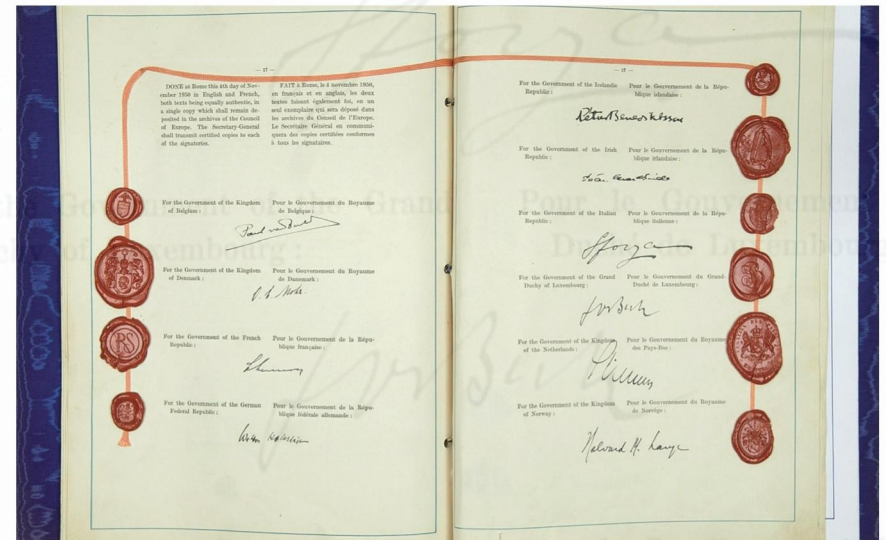 — 17 —
DONE at Rome this 4th day of Nov-
ember 1950 in English and French,
both texts being equally authentic, in
a single copy which shall remain de-
posited in the archives of the Council
of Europe. The Secretary-General
shall transmit certified copies to each
of the signatories.
FAIT à Rome, le 4 novembre 1950,
en français et en anglais, les deux
textes faisant également foi, en un
seul exemplaire qui sera déposé dans
les archives du Conseil de l'Europe.
Le Secrétaire Général en communi-
quera des copies certifiées conformes
à tous les signataires.
For the Government of the Kingdom
of Belgium :
Pour le Gouvernement du Royaume
de Belgique :
For the Government of the Kingdom
of Denmark :
Pour le Gouvernement du Royaume
de Danemark :
For the Government of the French
Republic :
Pour le Gouvernement de la Répu-
blique française :
RS
For the Government of the German
Federal Republic :
Pour le Gouvernement de la Répu-
blique fédérale allemande :
For the Government of the Icelandic
Republic :
Pour le Gouvernement de la Répu-
blique islandaise :
For the Government of the Irish
Republic :
Pour le Gouvernement de la Répu-
blique irlandaise :
For the Government of the Italian
Republic :
Pour le Gouvernement de la Répu-
blique italienne :
Sforza
For the Government of the Grand
Duchy of Luxembourg :
Pour le Gouvernement du Grand-
Duché de Luxembourg :
For the Government of the Kingdom
of the Netherlands :
Pour le Gouvernement du Royaume
des Pays-Bas :
For the Government of the Kingdom
of Norway :
Pour le Gouvernement du Royaume
de Norvège :
Halvard M. Lange